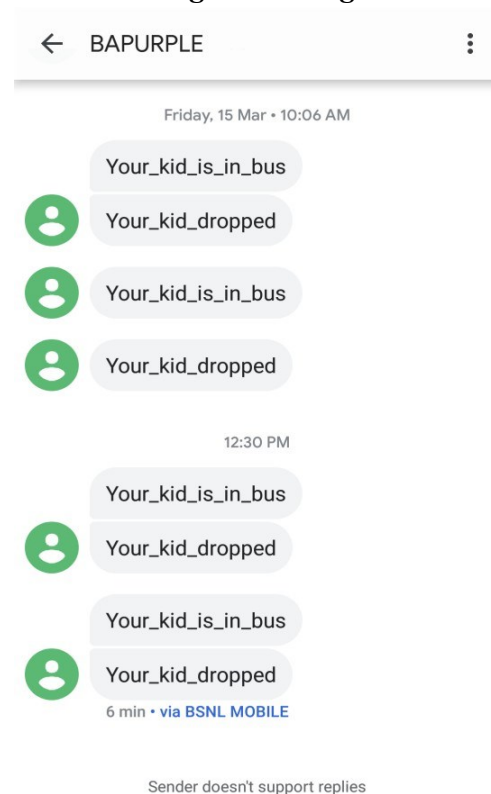 BAPURPLE
Friday, 15 Mar • 10:06 AM
Your_kid_is_in_bus
Your_kid_dropped
Your_kid_is_in_bus
Your_kid_dropped
12:30 PM
Your_kid_is_in_bus
Your_kid_dropped
Your_kid_is_in_bus
Your_kid_dropped
6 min • via BSNL MOBILE
Sender doesn't support replies